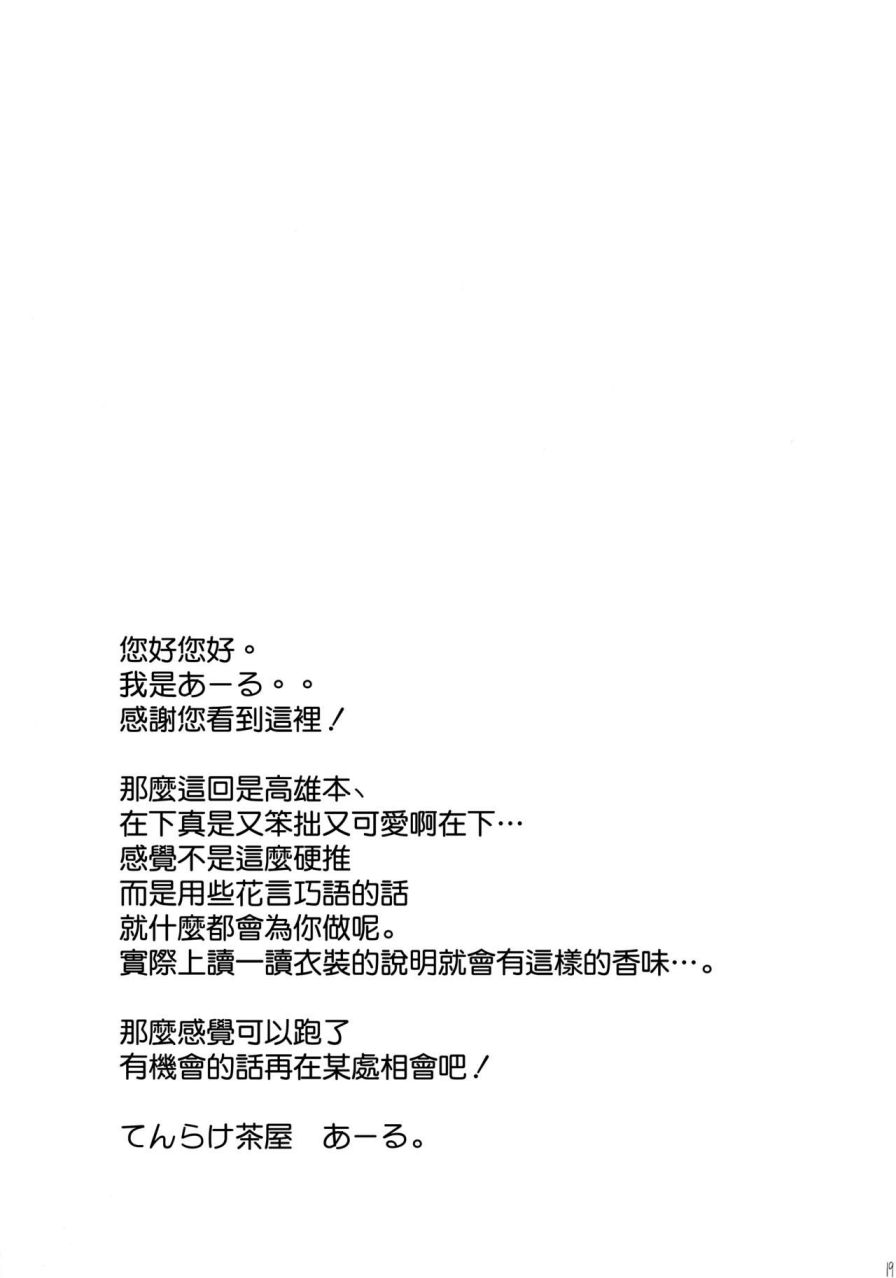 您好您好。
我是あーる。。
感謝您看到這裡！
那麼這回是高雄本、
在下真是又笨拙又可愛啊在下…
感覺不是這麼硬推
而是用些花言巧語的話
就什麼都會為你做呢。
實際上讀一讀衣裝的說明就會有這樣的香味…。
那麼感覺可以跑了
有機會的話再在某處相會吧！
てんらけ茶屋　あーる。
19